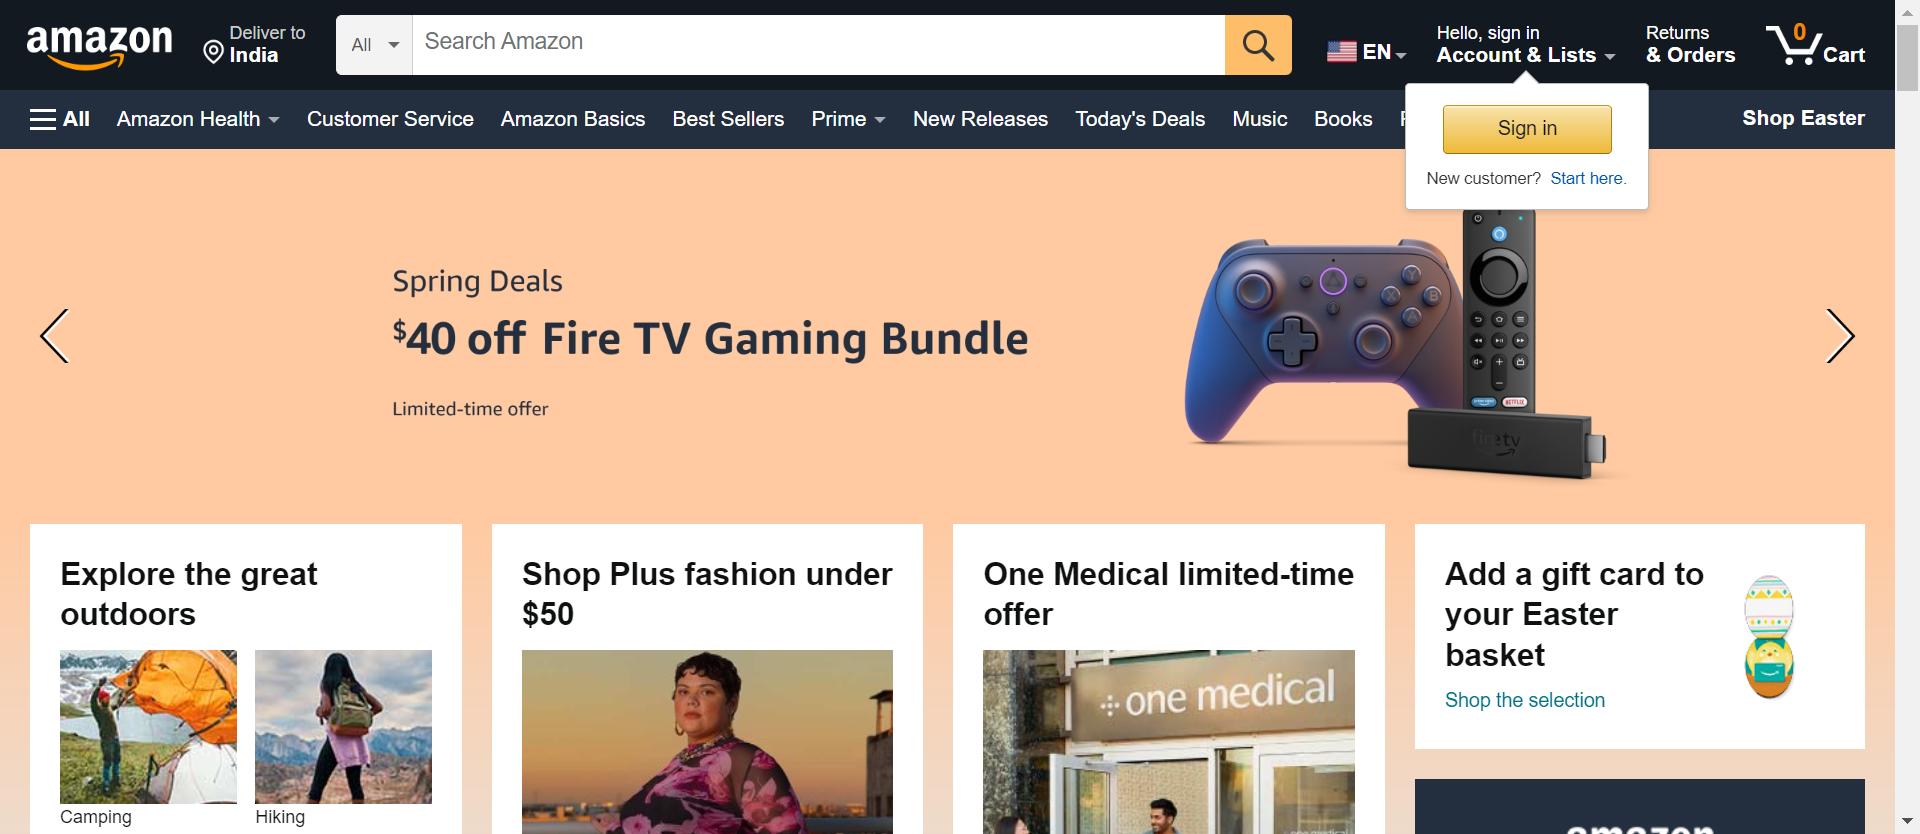 amazon
Deliver to
India
All
Search Amazon
EN
Hello, sign in
Account & Lists
Returns
& Orders
0
Cart
All
Amazon Health
Customer Service
Amazon Basics
Best Sellers
Prime
New Releases
Today's Deals
Music
Books
Shop Easter
Sign in
New customer? Start here.
Spring Deals
$40 off Fire TV Gaming Bundle
Limited-time offer
Y
X
B
A
NETFLIX
fire tv
Explore the great
outdoors
Camping
Hiking
Shop Plus fashion under
$50
One Medical limited-time
offer
one medical
one medical
Add a gift card to
your Easter
basket
Shop the selection
amazon